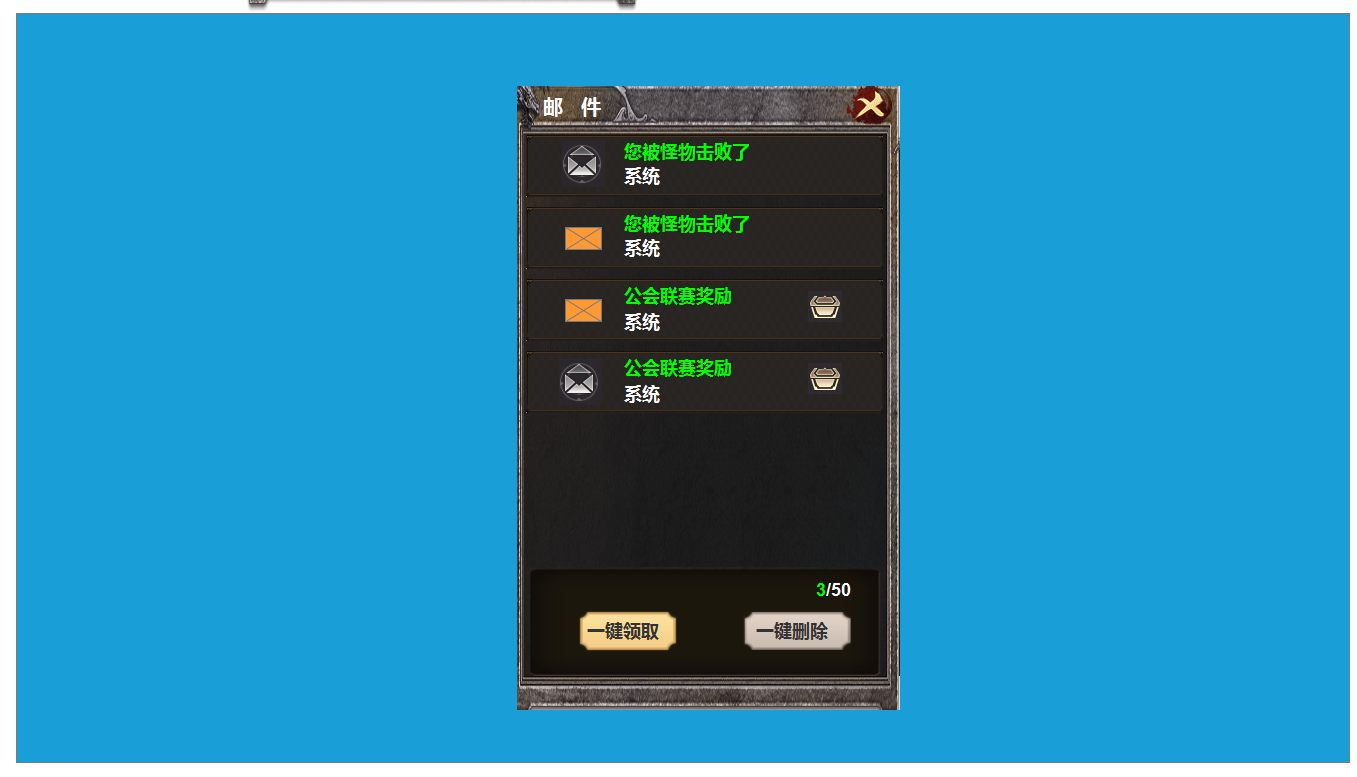 邮 件
您被怪物击败了
系统
您被怪物击败了
系统
公会联赛奖励
系统
公会联赛奖励
系统
3/50
一键领取
一键删除